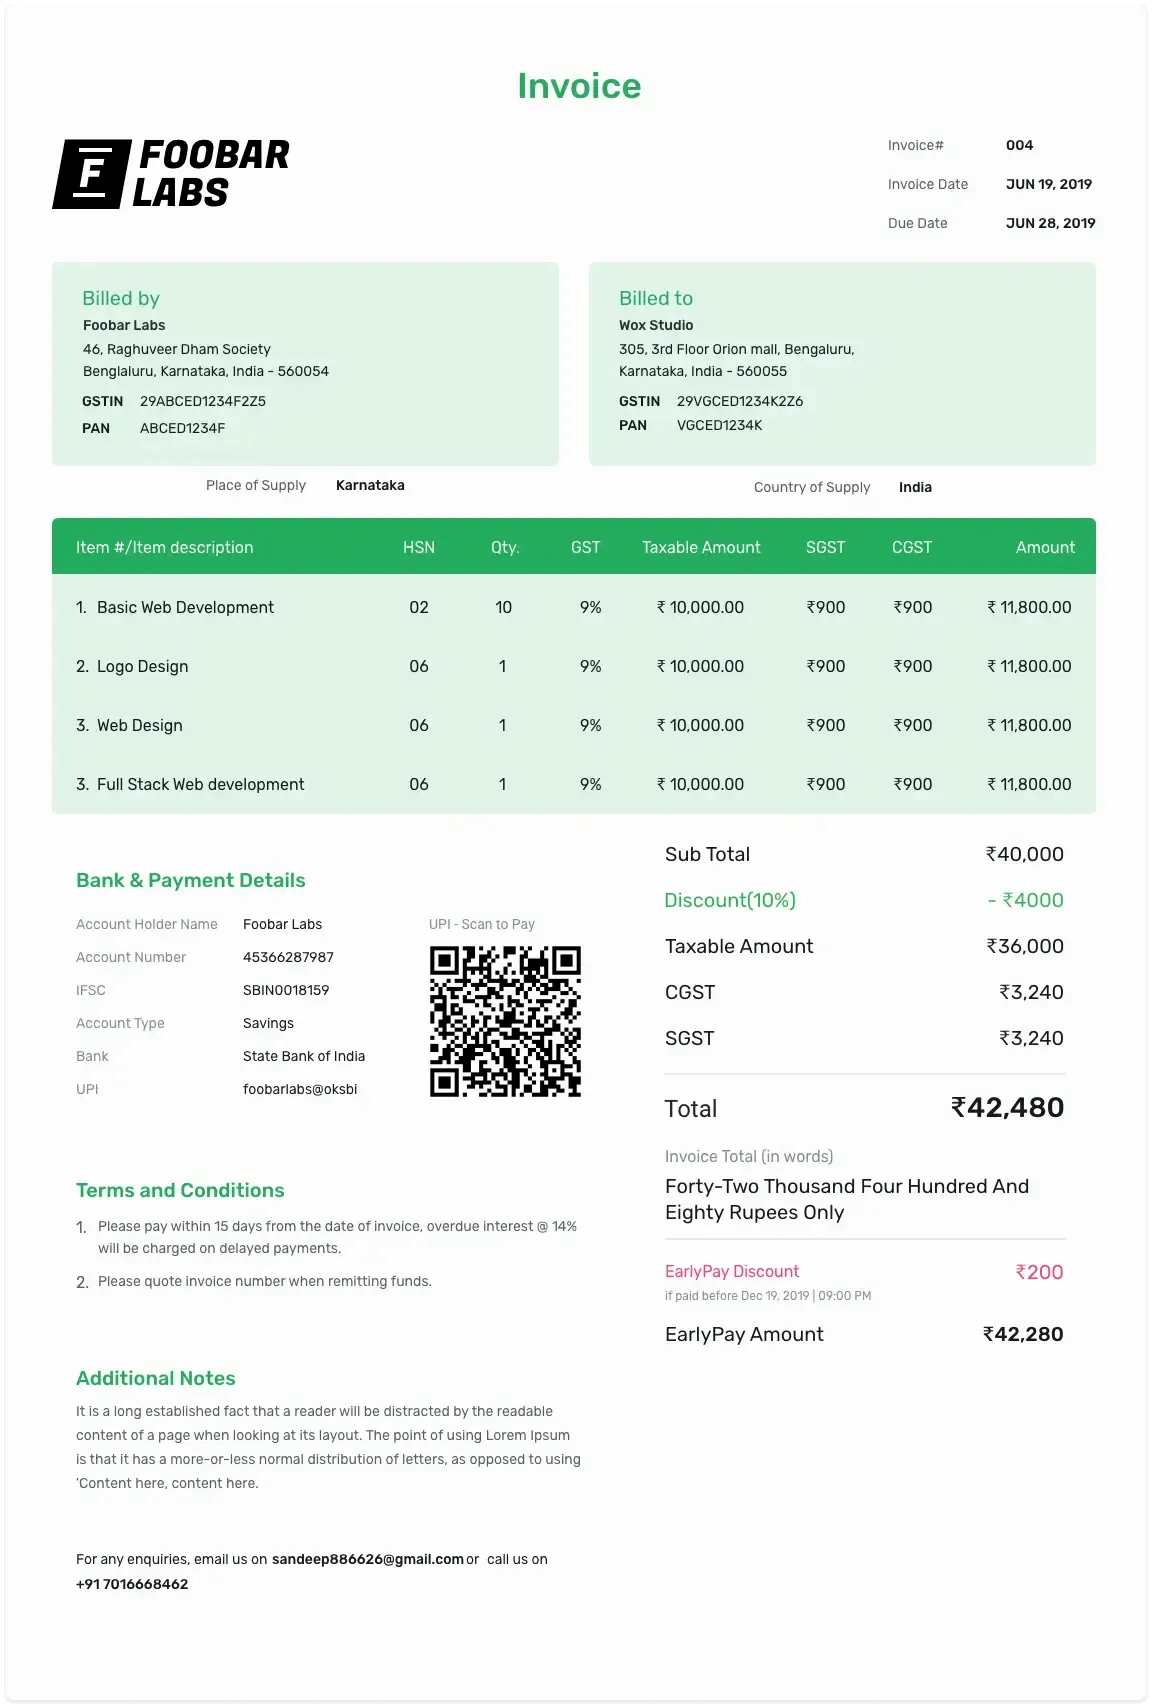 Invoice
F FOOBAR
LABS
Invoice# 004
Invoice Date JUN 19, 2019
Due Date JUN 28, 2019
Billed by
Foobar Labs
46, Raghuveer Dham Society
Benglaluru, Karnataka, India - 560054
GSTIN 29ABCED1234F2Z5
PAN ABCED1234F
Billed to
Wox Studio
305, 3rd Floor Orion mall, Bengaluru,
Karnataka, India - 560055
GSTIN 29VGCED1234K2Z6
PAN VGCED1234K
Place of Supply Karnataka
Country of Supply India
Item #/Item description HSN Qty. GST Taxable Amount SGST CGST Amount
1. Basic Web Development 02 10 9% ₹ 10,000.00 ₹900 ₹900 ₹ 11,800.00
2. Logo Design 06 1 9% ₹ 10,000.00 ₹900 ₹900 ₹ 11,800.00
3. Web Design 06 1 9% ₹ 10,000.00 ₹900 ₹900 ₹ 11,800.00
3. Full Stack Web development 06 1 9% ₹ 10,000.00 ₹900 ₹900 ₹ 11,800.00
Bank & Payment Details
Account Holder Name Foobar Labs
Account Number 45366287987
IFSC SBIN0018159
Account Type Savings
Bank State Bank of India
UPI foobarlabs@oksbi
UPI - Scan to Pay
Sub Total ₹40,000
Discount(10%) - ₹4000
Taxable Amount ₹36,000
CGST ₹3,240
SGST ₹3,240
Total ₹42,480
Invoice Total (in words)
Forty-Two Thousand Four Hundred And
Eighty Rupees Only
EarlyPay Discount ₹200
if paid before Dec 19, 2019 | 09:00 PM
EarlyPay Amount ₹42,280
Terms and Conditions
1. Please pay within 15 days from the date of invoice, overdue interest @ 14%
will be charged on delayed payments.
2. Please quote invoice number when remitting funds.
Additional Notes
It is a long established fact that a reader will be distracted by the readable
content of a page when looking at its layout. The point of using Lorem Ipsum
is that it has a more-or-less normal distribution of letters, as opposed to using
'Content here, content here.
For any enquiries, email us on sandeep886626@gmail.com or call us on
+91 7016668462